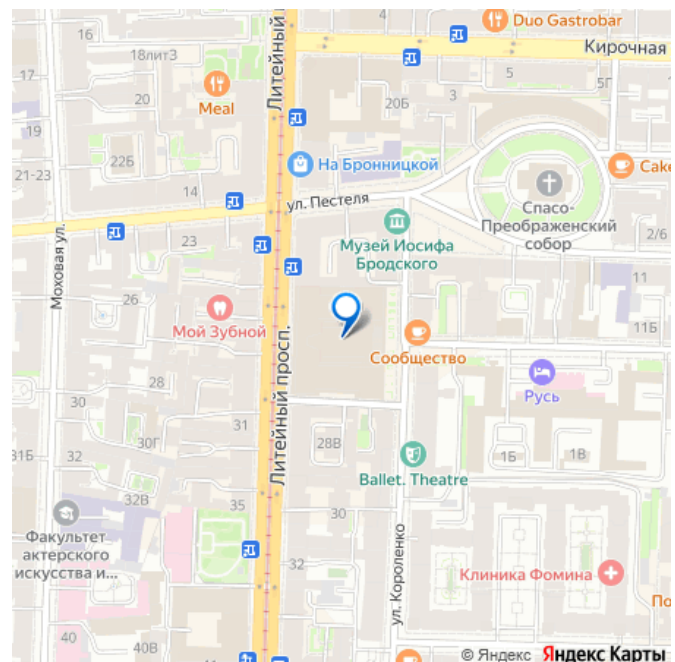 Duo Gastrobar
4
Кирочная
16
18лит3
Литейный
5
5Г
Meal
20
20Б
3
19
22Б
На Бронницкой
Cake
21-23
14
ул. Пестеля
Спасо-
Преображенский
собор
Моховая ул.
23
Музей Иосифа
Бродского
2/6
11
26
Мой Зубной
11Б
Сообщество
Литейный просп.
28
Русь
30
31
28В
30Г
1Б
1В
31Б
32
Ballet. Theatre
32В
35
30
Факультет
актерского
искусства и...
32
ул. Короленко
Клиника Фомина
По
40
40В
© Яндекс Яндекс Карты